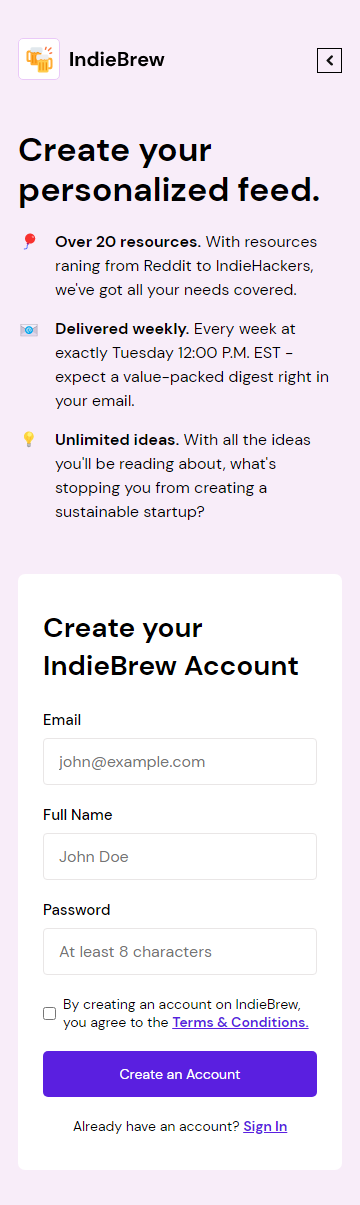 IndieBrew
Create your
personalized feed.
Over 20 resources. With resources
raning from Reddit to IndieHackers,
we've got all your needs covered.
Delivered weekly. Every week at
exactly Tuesday 12:00 P.M. EST -
expect a value-packed digest right in
your email.
Unlimited ideas. With all the ideas
you'll be reading about, what's
stopping you from creating a
sustainable startup?
Create your
IndieBrew Account
Email
john@example.com
Full Name
John Doe
Password
At least 8 characters
By creating an account on IndieBrew,
you agree to the Terms & Conditions.
Create an Account
Already have an account? Sign In